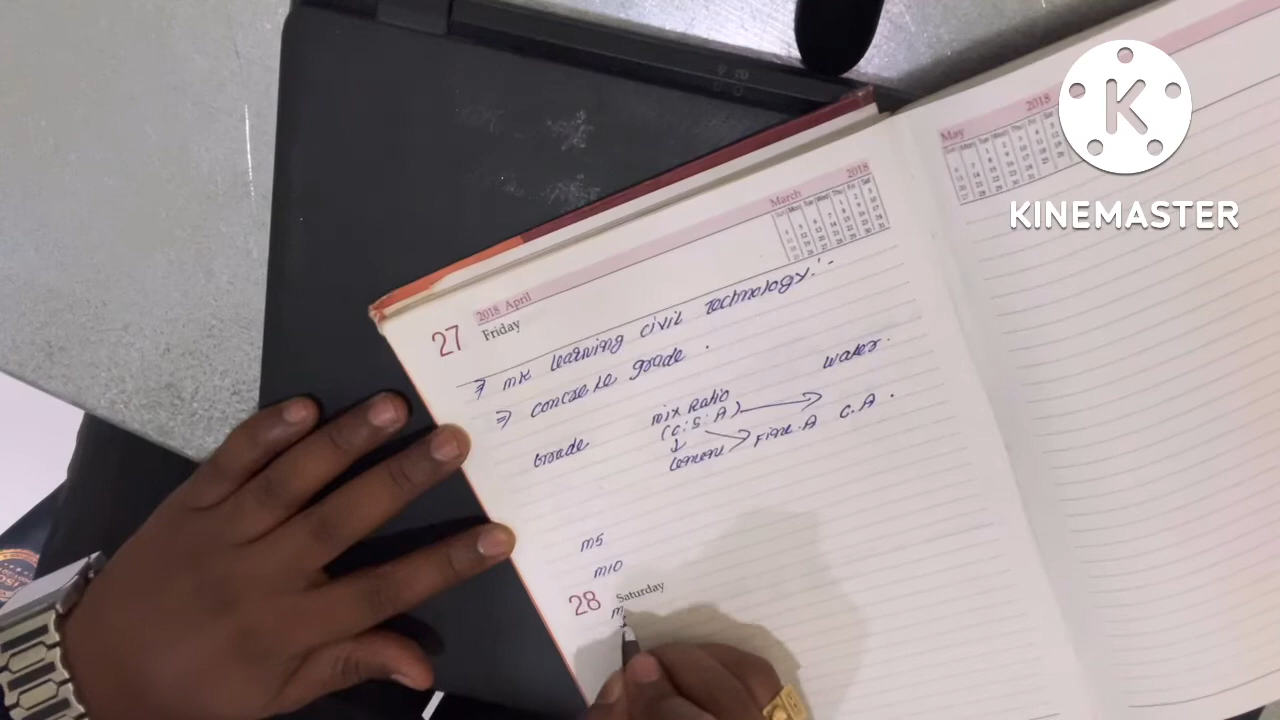 KINEMASTER
March 2018
May 2018
2018 April
27 Friday
⇒ MK Learning civil Technology :-
⇒ concrete grade .
Grade mix Ratio water .
(C:S:A)
cement Fine.A C.A .
M5
M10
28 Saturday
M